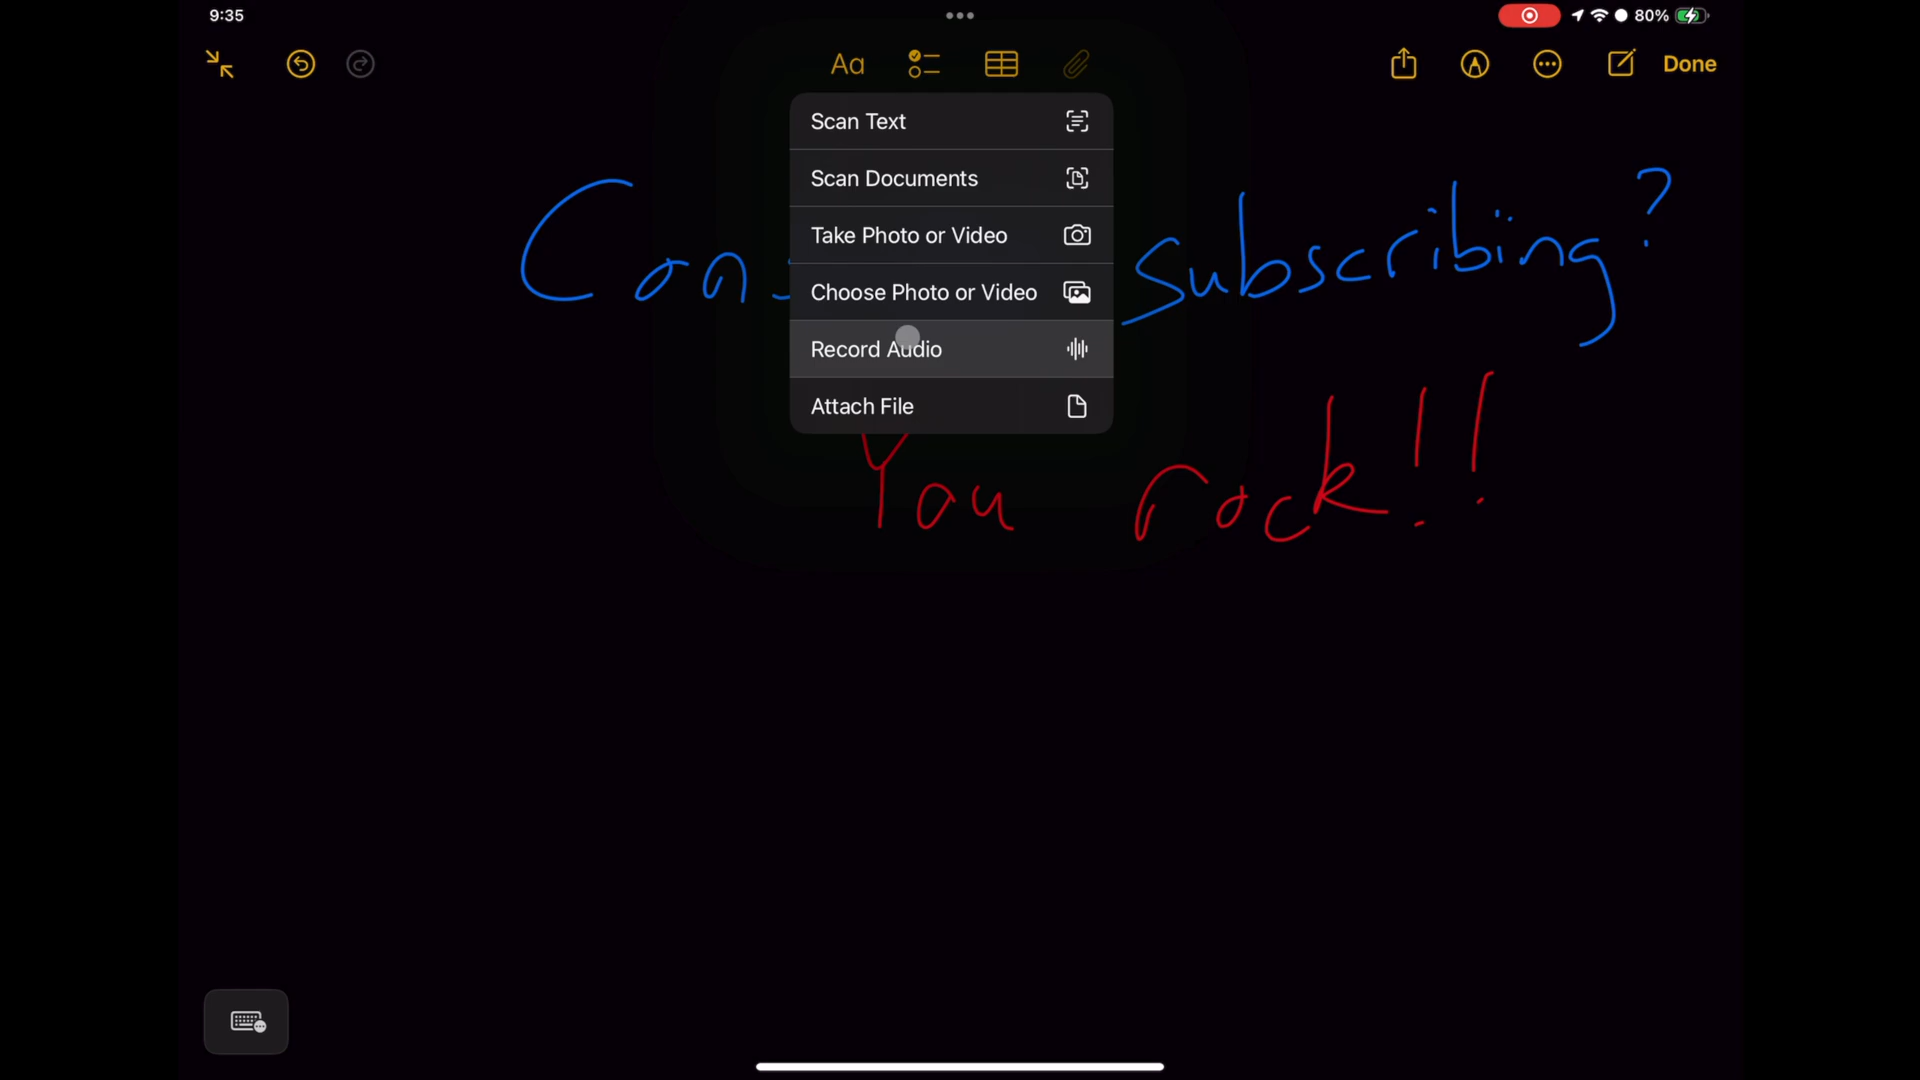 9:35
80%
Aa
Done
Scan Text
Scan Documents
Take Photo or Video
Choose Photo or Video
Record Audio
Attach File
subscribing?
You rock!!